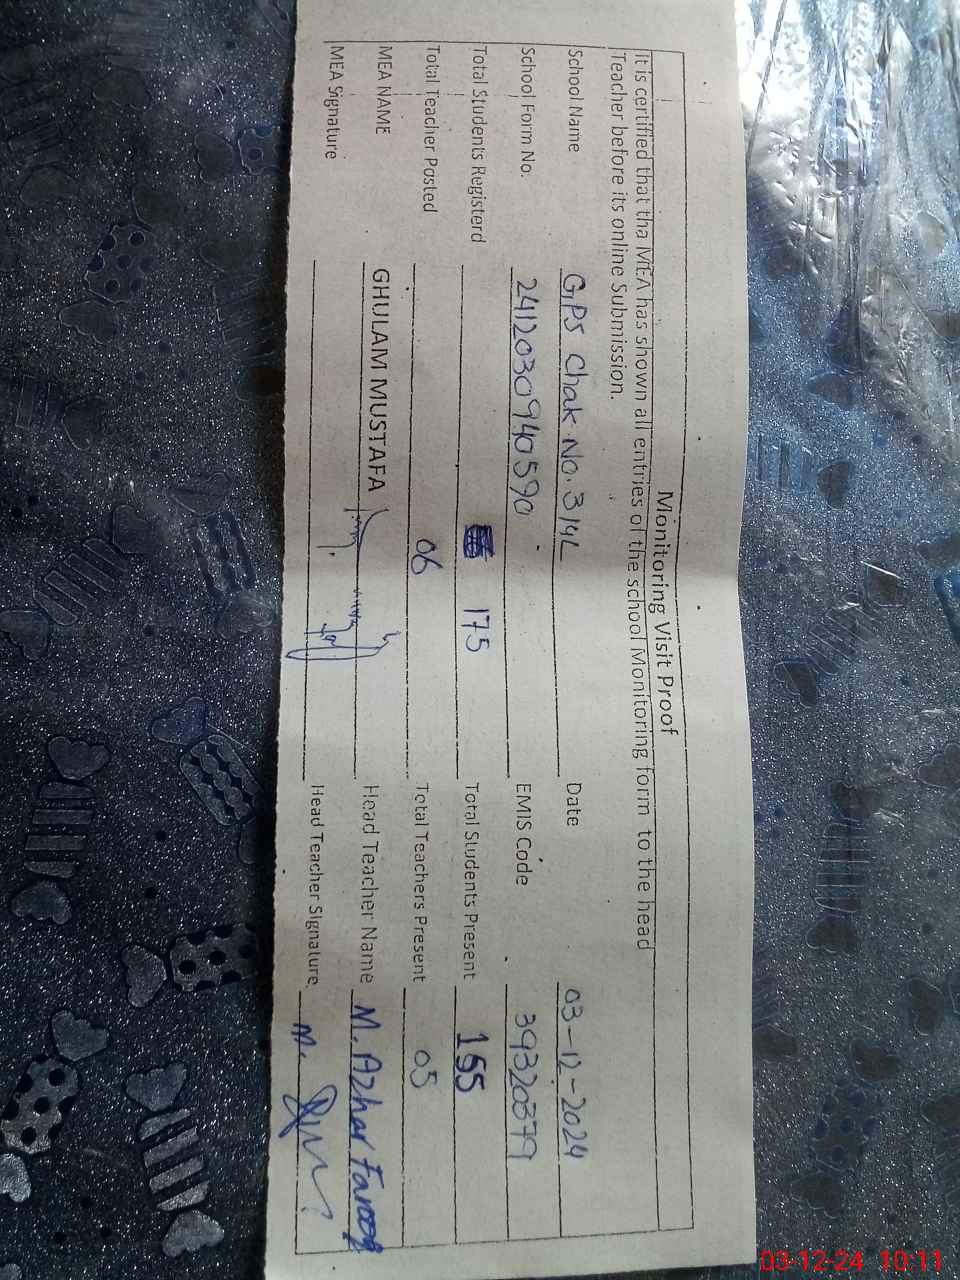 Monitoring Visit Proof
It is certified that tha MEA has shown all entries of the school Monitoring form to the head
Teacher before its online Submission.
School Name GPS Chak No. 3/4L Date 03-12-2024
School Form No. 2412030940590 EMIS Code 39320379
Total Students Registerd 175 Total Students Present 155
Total Teacher Posted 06 Total Teachers Present 05
MEA NAME GHULAM MUSTAFA Head Teacher Name M. Azhar Farooq
MEA Signature Head Teacher Signature M.
03-12-24 10:11